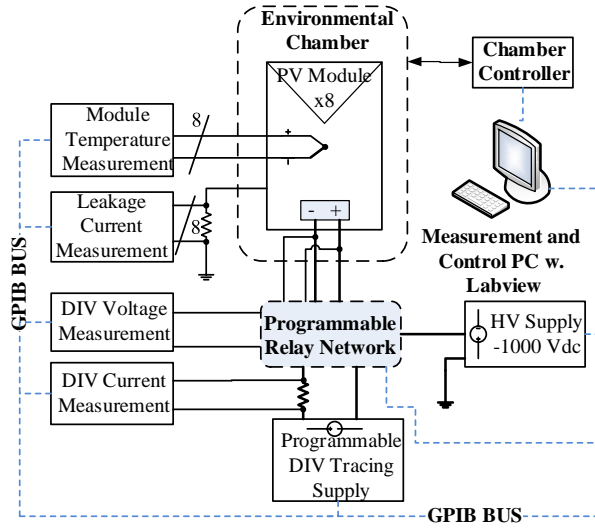 Environmental
Chamber
PV Module
x8
Chamber
Controller
Module
Temperature
Measurement
8
+
-
Leakage
Current
Measurement
8
- +
Measurement and
Control PC w.
Labview
GPIB BUS
DIV Voltage
Measurement
Programmable
Relay Network
HV Supply
-1000 Vdc
DIV Current
Measurement
Programmable
DIV Tracing
Supply
GPIB BUS